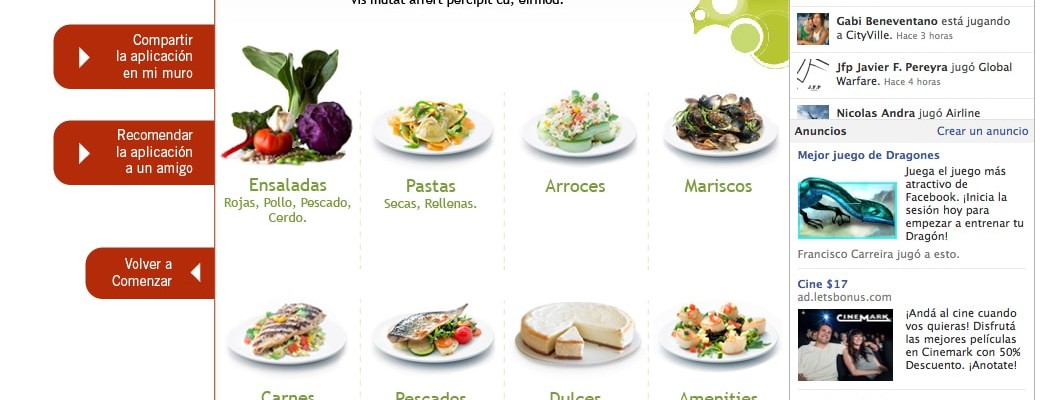 vis mutat affert percipit cu, eirmod.
Compartir
la aplicación
en mi muro
Recomendar
la aplicación
a un amigo
Volver a
Comenzar
Ensaladas
Rojas, Pollo, Pescado,
Cerdo.
Pastas
Secas, Rellenas.
Arroces
Mariscos
Carnes
Pescados
Dulces
Amenities
Gabi Beneventano está jugando
a CityVille. Hace 3 horas
J.F.P
Jfp Javier F. Pereyra jugó Global
Warfare. Hace 4 horas
Nicolas Andra jugó Airline
Anuncios Crear un anuncio
Mejor juego de Dragones
Juega el juego más
atractivo de
Facebook. ¡Inicia la
sesión hoy para
empezar a entrenar tu
Dragón!
Francisco Carreira jugó a esto.
Cine $17
ad.letsbonus.com
CINEMARK
¡Andá al cine cuando
vos quieras! Disfrutá
las mejores películas
en Cinemark con 50%
Descuento. ¡Anotate!